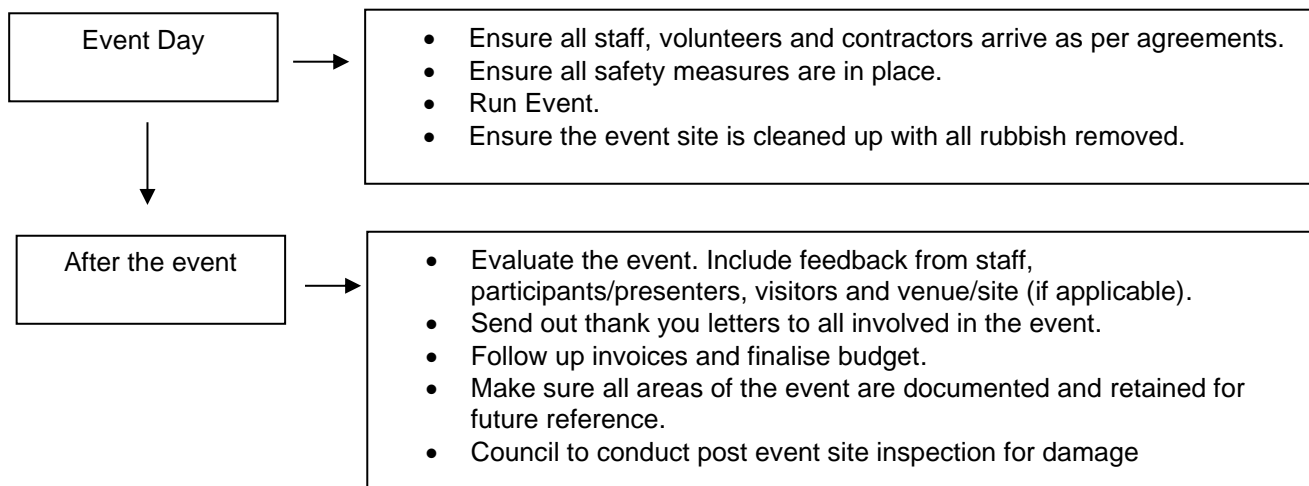 Event Day
• Ensure all staff, volunteers and contractors arrive as per agreements.
• Ensure all safety measures are in place.
• Run Event.
• Ensure the event site is cleaned up with all rubbish removed.
After the event
• Evaluate the event. Include feedback from staff,
participants/presenters, visitors and venue/site (if applicable).
• Send out thank you letters to all involved in the event.
• Follow up invoices and finalise budget.
• Make sure all areas of the event are documented and retained for
future reference.
• Council to conduct post event site inspection for damage